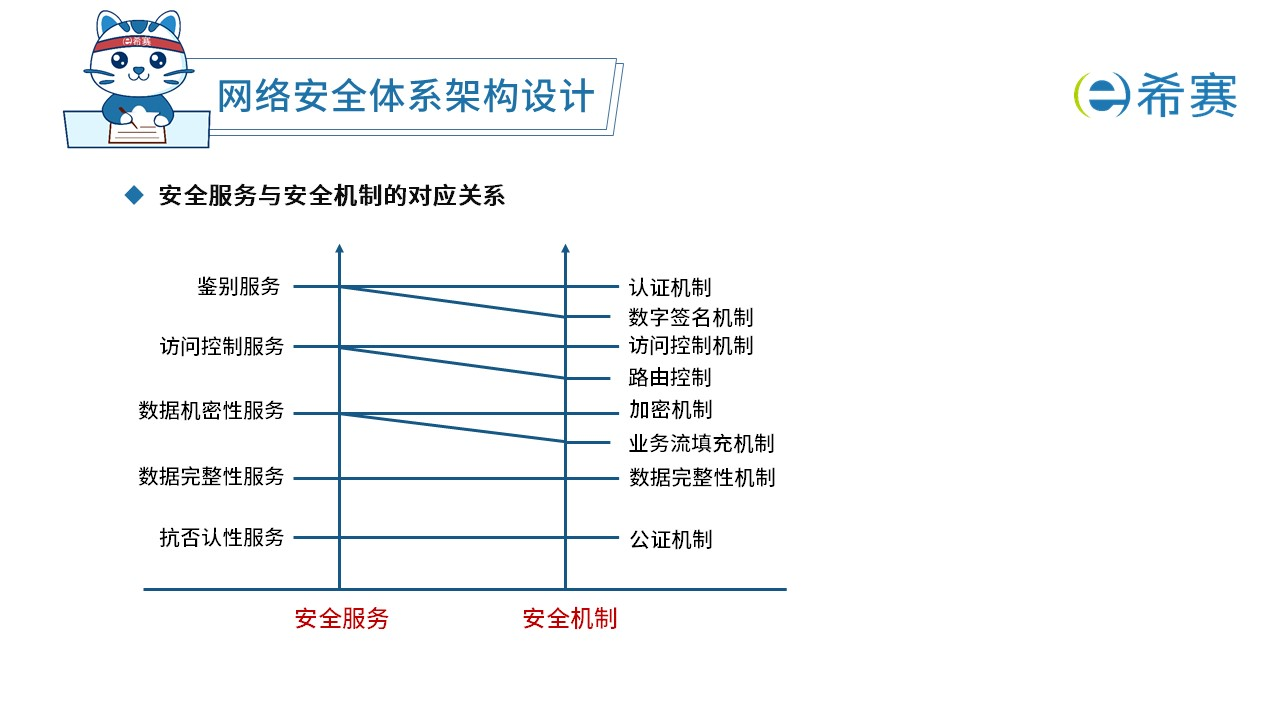 希赛
网络安全体系架构设计
希赛
安全服务与安全机制的对应关系
鉴别服务
认证机制
数字签名机制
访问控制服务
访问控制机制
路由控制
数据机密性服务
加密机制
业务流填充机制
数据完整性服务
数据完整性机制
抗否认性服务
公证机制
安全服务
安全机制